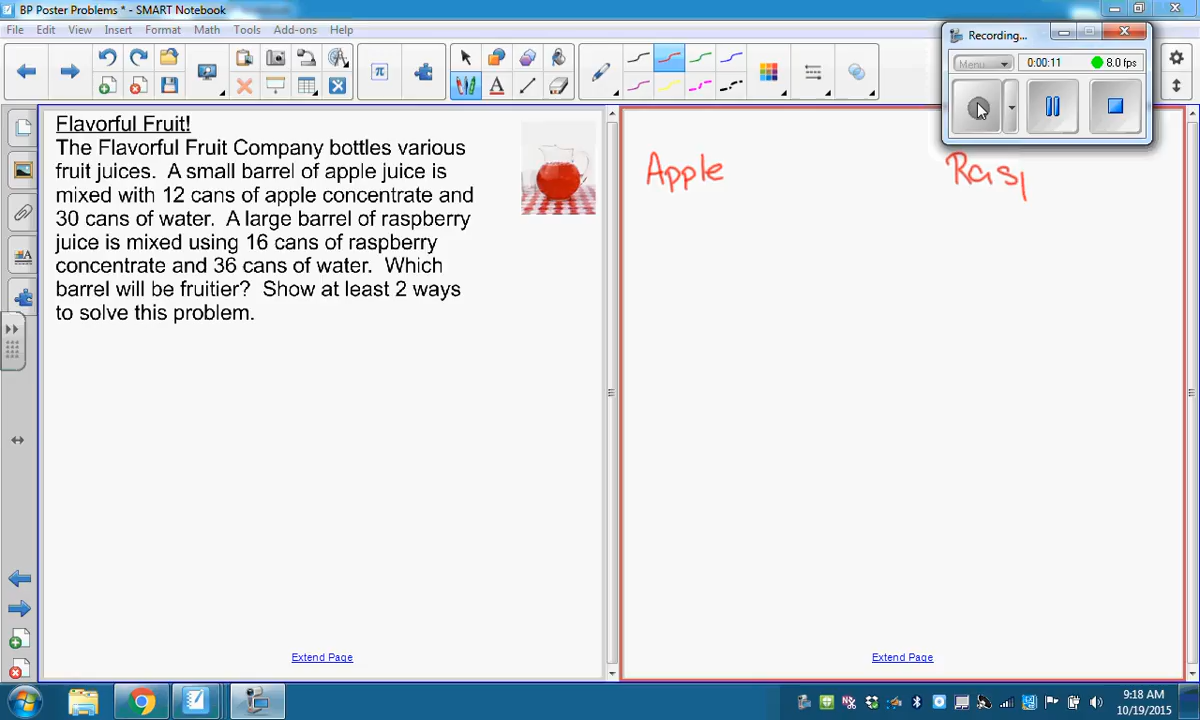 BP Poster Problems * - SMART Notebook
File Edit View Insert Format Math Tools Add-ons Help
Recording...
Menu 0:00:11 8.0 fps
Flavorful Fruit!
The Flavorful Fruit Company bottles various
fruit juices. A small barrel of apple juice is
mixed with 12 cans of apple concentrate and
30 cans of water. A large barrel of raspberry
juice is mixed using 16 cans of raspberry
concentrate and 36 cans of water. Which
barrel will be fruitier? Show at least 2 ways
to solve this problem.
Apple Rasp
Extend Page Extend Page
9:18 AM
10/19/2015